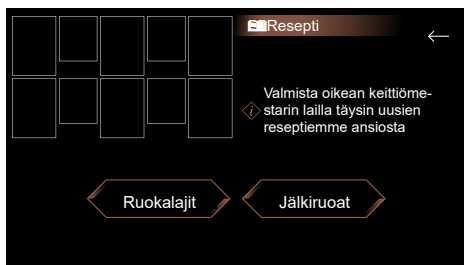 Resepti
Valmista oikean keittiöme-
starin lailla täysin uusien
reseptiemme ansiosta
Ruokalajit
Jälkiruoat